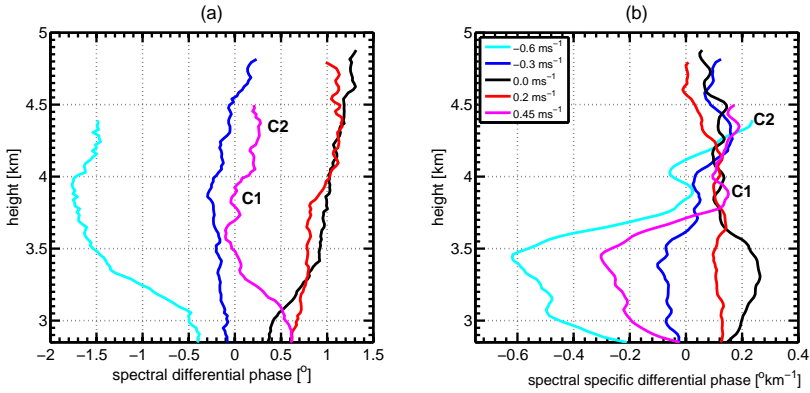 (a)
5
4.5
4
3.5
3
height [km]
C2
C1
−2 −1.5 −1 −0.5 0 0.5 1 1.5
spectral differential phase [°]
(b)
5
4.5
4
3.5
3
height [km]
−0.6 ms⁻¹
−0.3 ms⁻¹
0.0 ms⁻¹
0.2 ms⁻¹
0.45 ms⁻¹
C2
C1
−0.6 −0.4 −0.2 0 0.2 0.4
spectral specific differential phase [°km⁻¹]